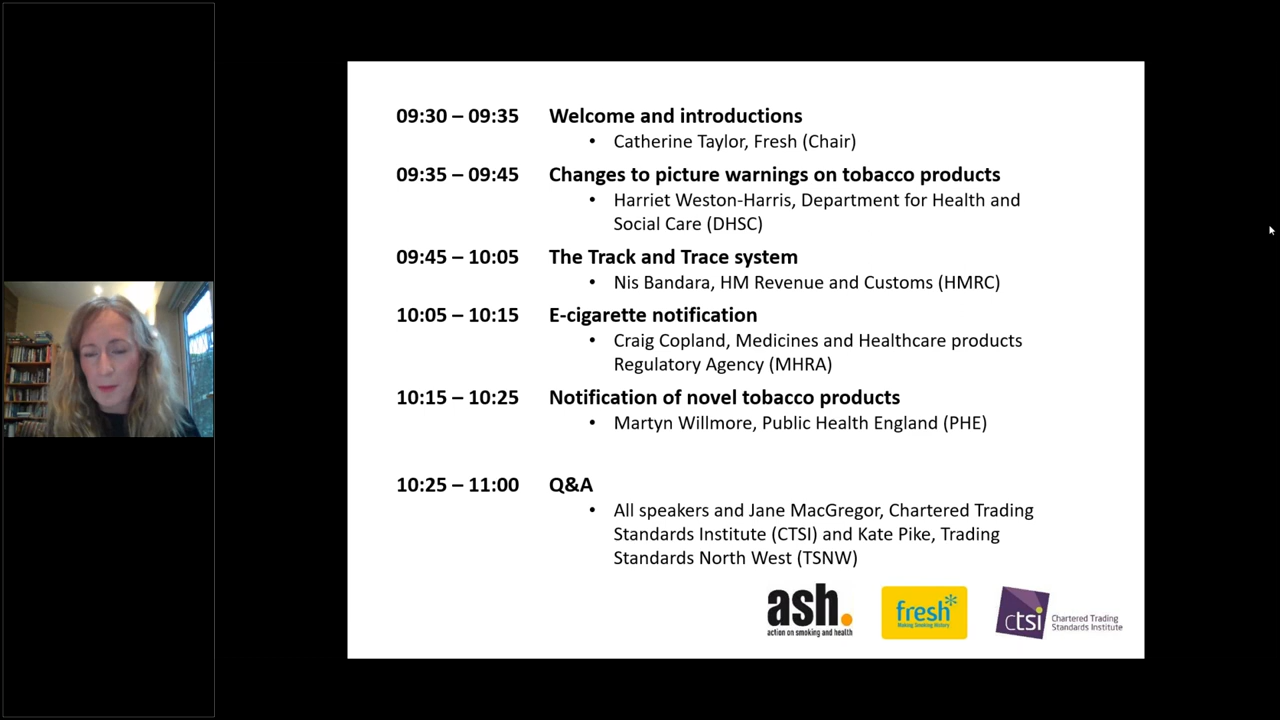 09:30 – 09:35 Welcome and introductions
• Catherine Taylor, Fresh (Chair)
09:35 – 09:45 Changes to picture warnings on tobacco products
• Harriet Weston-Harris, Department for Health and
Social Care (DHSC)
09:45 – 10:05 The Track and Trace system
• Nis Bandara, HM Revenue and Customs (HMRC)
10:05 – 10:15 E-cigarette notification
• Craig Copland, Medicines and Healthcare products
Regulatory Agency (MHRA)
10:15 – 10:25 Notification of novel tobacco products
• Martyn Willmore, Public Health England (PHE)
10:25 – 11:00 Q&A
• All speakers and Jane MacGregor, Chartered Trading
Standards Institute (CTSI) and Kate Pike, Trading
Standards North West (TSNW)
ash.
action on smoking and health
fresh*
Making Smoking History
ctsi
Chartered Trading
Standards Institute